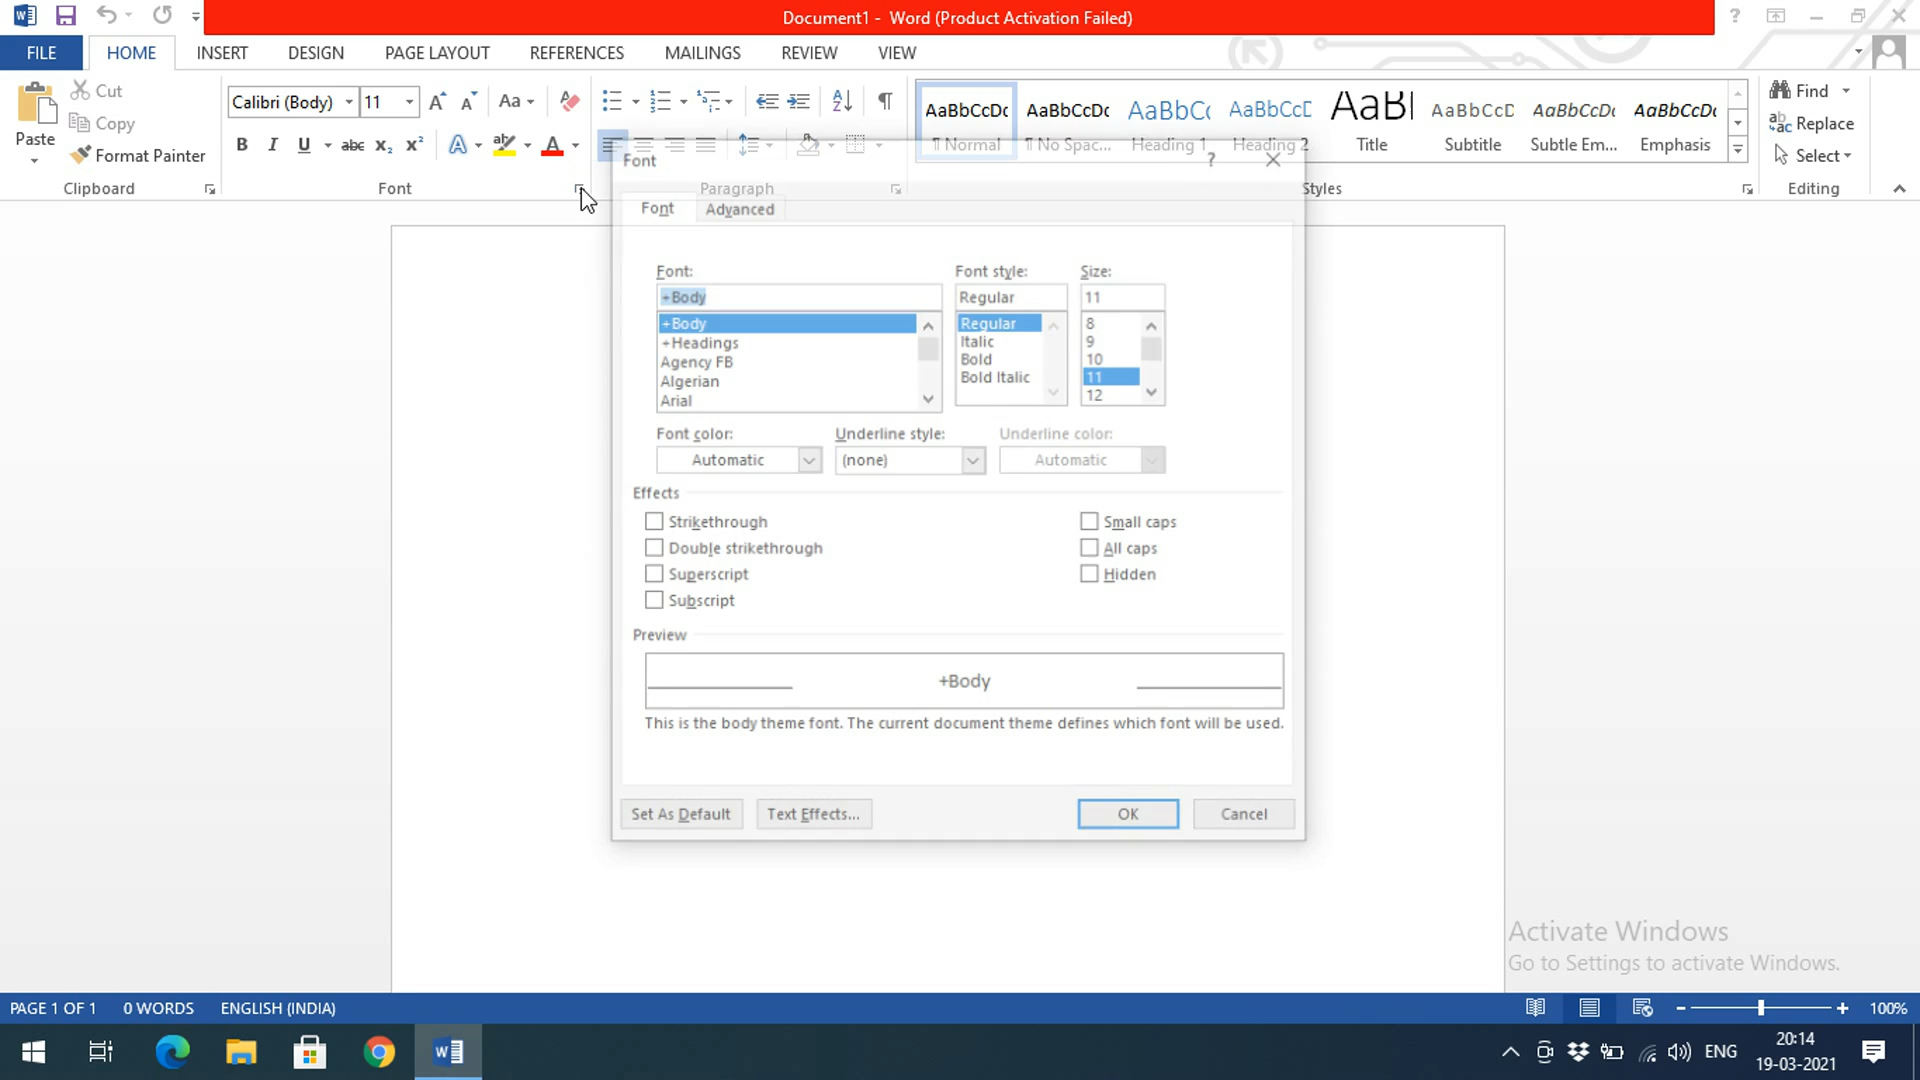 Document1 - Word (Product Activation Failed)
FILE HOME INSERT DESIGN PAGE LAYOUT REFERENCES MAILINGS REVIEW VIEW
Paste
Cut
Copy
Format Painter
Clipboard
Calibri (Body) 11 Aa
B I U abc x₂ x² A ab A
Font
Paragraph
AaBbCcDc AaBbCcDc AaBbCc AaBbCcD AaBl AaBbCcD AaBbCcDc AaBbCcDc
¶ Normal ¶ No Spac... Heading 1 Heading 2 Title Subtitle Subtle Em... Emphasis
Styles
Find
Replace
Select
Editing
Font
Font Advanced
Font: Font style: Size:
+Body Regular 11
+Body
+Headings
Agency FB
Algerian
Arial
Regular
Italic
Bold
Bold Italic
8
9
10
11
12
Font color: Underline style: Underline color:
Automatic (none) Automatic
Effects
Strikethrough
Double strikethrough
Superscript
Subscript
Small caps
All caps
Hidden
Preview
+Body
This is the body theme font. The current document theme defines which font will be used.
Set As Default Text Effects... OK Cancel
Activate Windows
Go to Settings to activate Windows.
PAGE 1 OF 1 0 WORDS ENGLISH (INDIA) 100%
ENG
20:14
19-03-2021